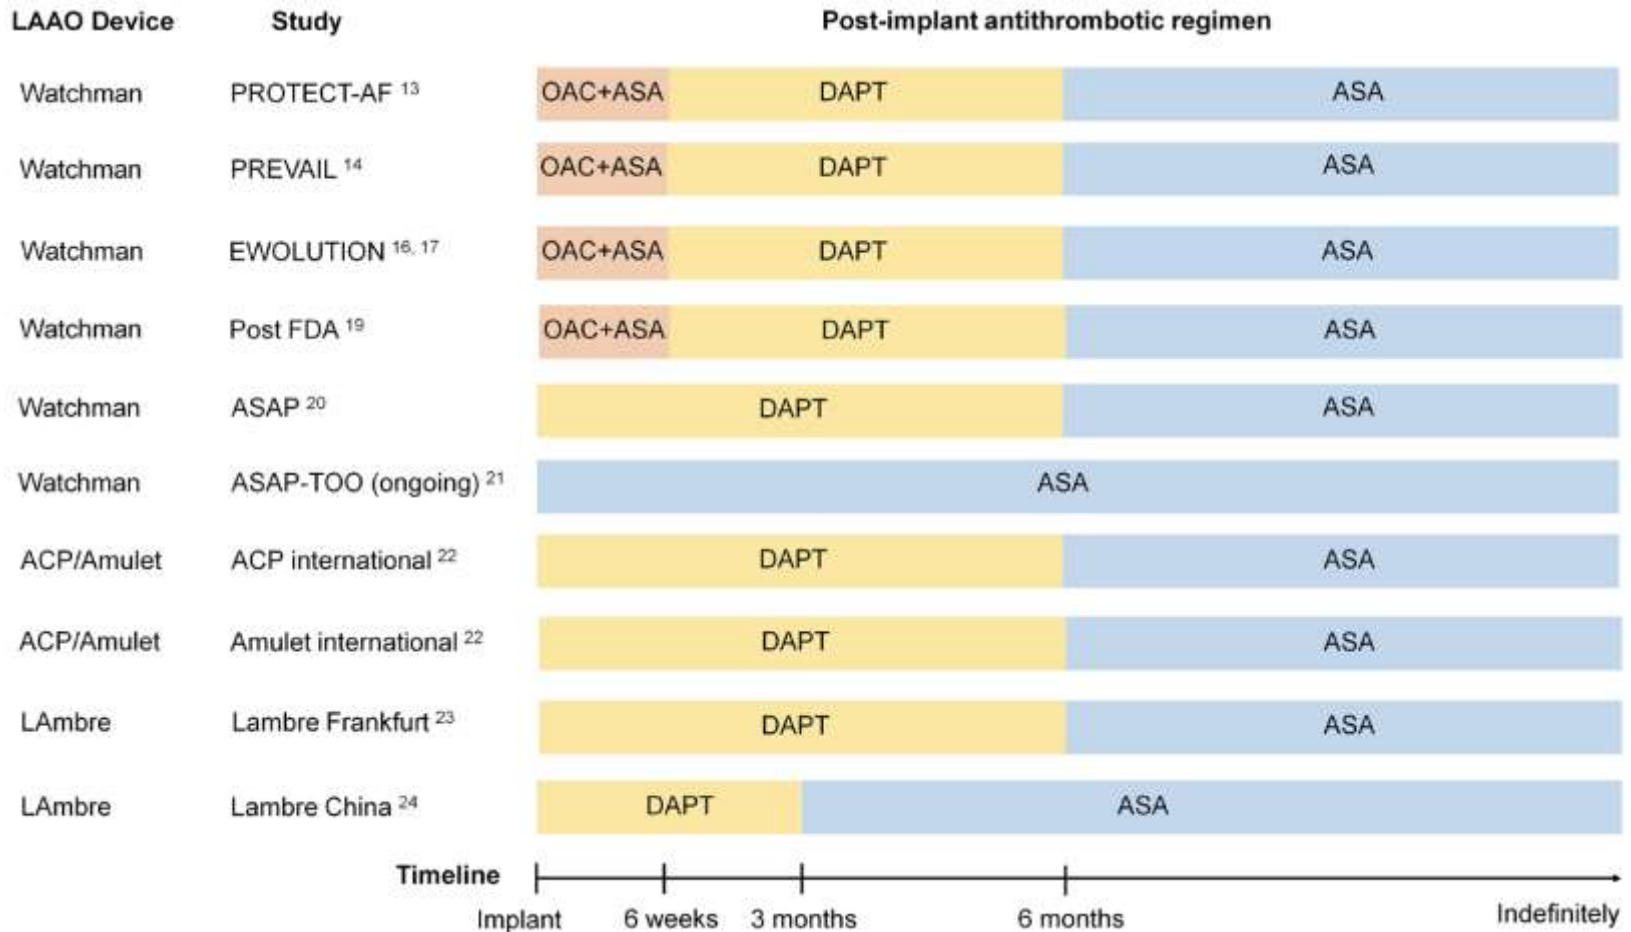 LAAO Device Study Post-implant antithrombotic regimen
Watchman PROTECT-AF 13 OAC+ASA DAPT ASA
Watchman PREVAIL 14 OAC+ASA DAPT ASA
Watchman EWOLUTION 16, 17 OAC+ASA DAPT ASA
Watchman Post FDA 19 OAC+ASA DAPT ASA
Watchman ASAP 20 DAPT ASA
Watchman ASAP-TOO (ongoing) 21 ASA
ACP/Amulet ACP international 22 DAPT ASA
ACP/Amulet Amulet international 22 DAPT ASA
LAmbre Lambre Frankfurt 23 DAPT ASA
LAmbre Lambre China 24 DAPT ASA
Timeline
Implant 6 weeks 3 months 6 months Indefinitely